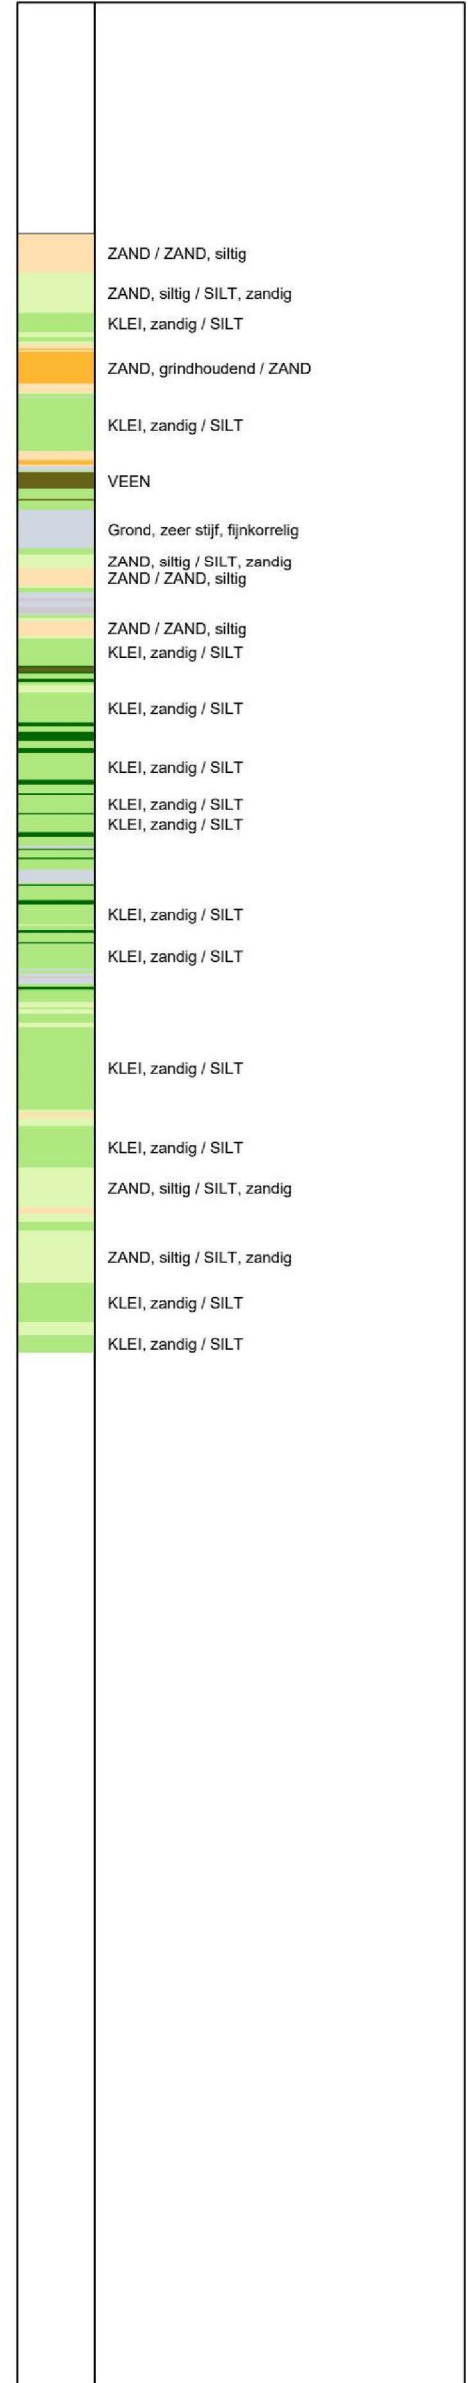 ZAND / ZAND, siltig
ZAND, siltig / SILT, zandig
KLEI, zandig / SILT
ZAND, grindhoudend / ZAND
KLEI, zandig / SILT
VEEN
Grond, zeer stijf, fijnkorrelig
ZAND, siltig / SILT, zandig
ZAND / ZAND, siltig
ZAND / ZAND, siltig
KLEI, zandig / SILT
KLEI, zandig / SILT
KLEI, zandig / SILT
KLEI, zandig / SILT
KLEI, zandig / SILT
KLEI, zandig / SILT
KLEI, zandig / SILT
KLEI, zandig / SILT
KLEI, zandig / SILT
ZAND, siltig / SILT, zandig
ZAND, siltig / SILT, zandig
KLEI, zandig / SILT
KLEI, zandig / SILT